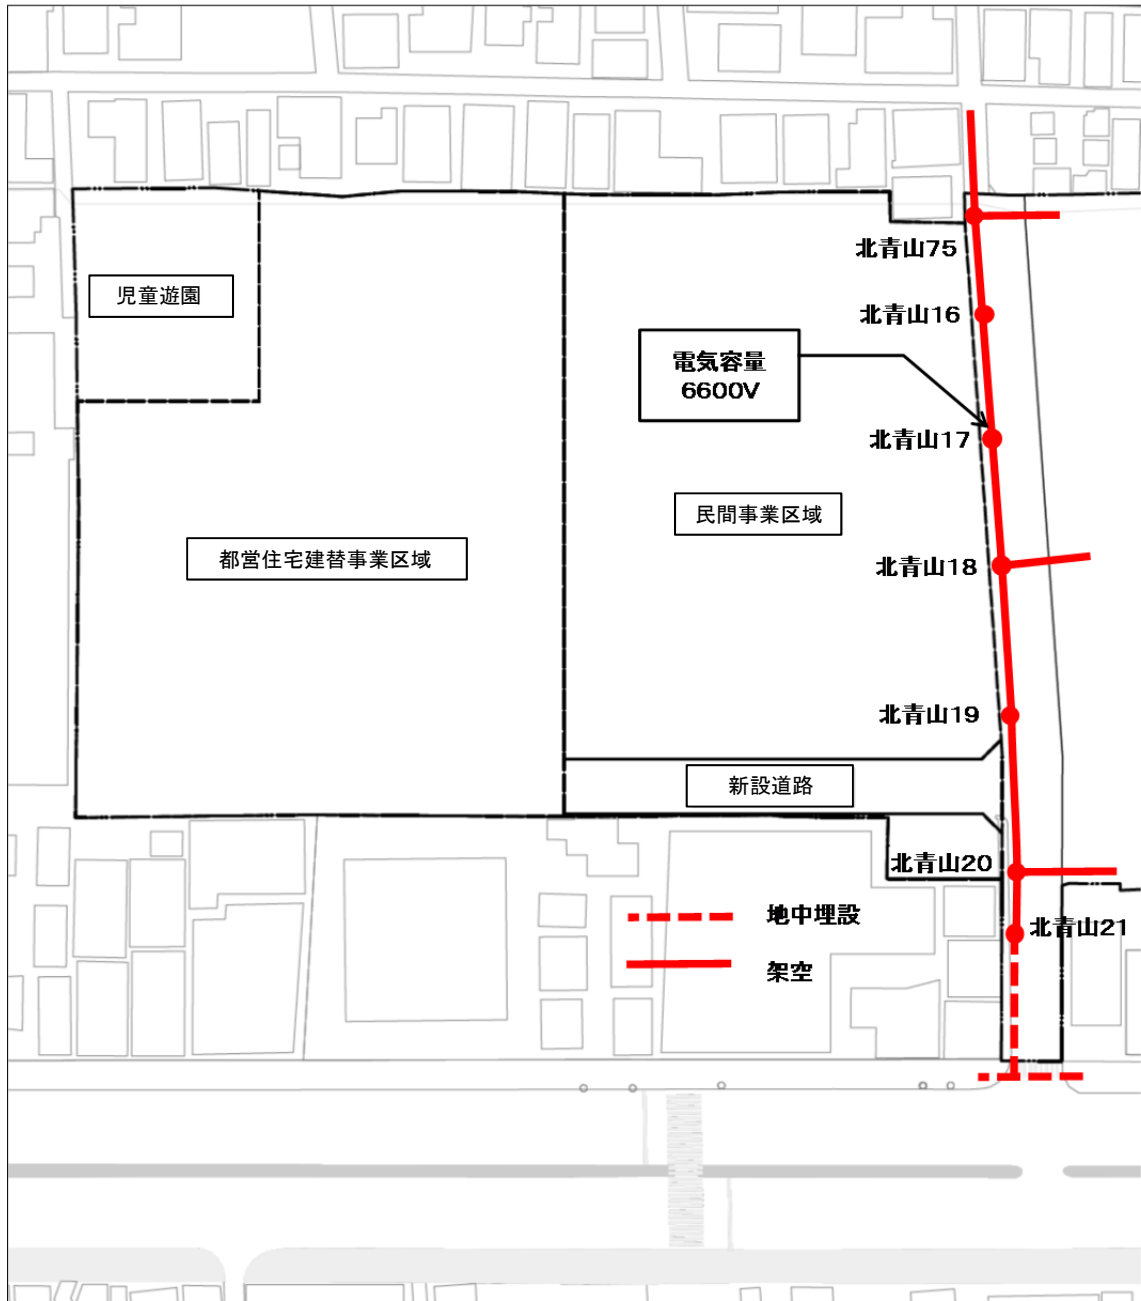 北青山75
児童遊園
北青山16
電気容量
6600V
北青山17
民間事業区域
都営住宅建替事業区域
北青山18
北青山19
新設道路
北青山20
地中埋設
北青山21
架空